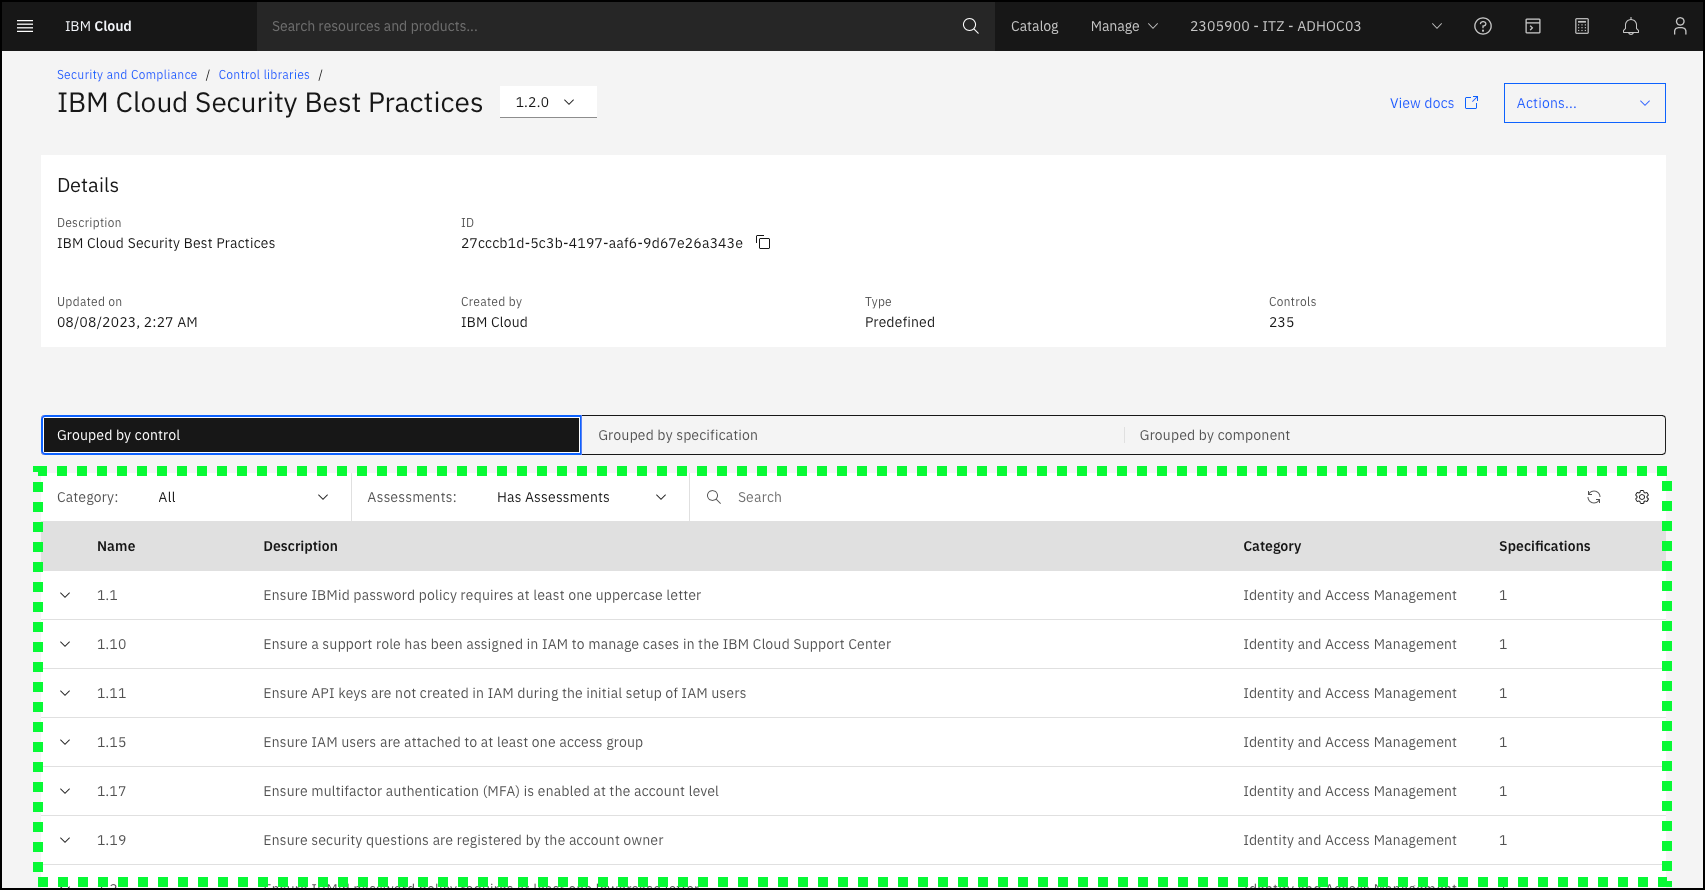 IBM Cloud
Search resources and products...
Catalog
Manage
2305900 - ITZ - ADHOC03
Security and Compliance / Control libraries /
IBM Cloud Security Best Practices
1.2.0
View docs
Actions...
Details
Description
IBM Cloud Security Best Practices
ID
27cccb1d-5c3b-4197-aaf6-9d67e26a343e
Updated on
08/08/2023, 2:27 AM
Created by
IBM Cloud
Type
Predefined
Controls
235
Grouped by control
Grouped by specification
Grouped by component
Category: All
Assessments: Has Assessments
Search
Name Description Category Specifications
1.1 Ensure IBMid password policy requires at least one uppercase letter Identity and Access Management 1
1.10 Ensure a support role has been assigned in IAM to manage cases in the IBM Cloud Support Center Identity and Access Management 1
1.11 Ensure API keys are not created in IAM during the initial setup of IAM users Identity and Access Management 1
1.15 Ensure IAM users are attached to at least one access group Identity and Access Management 1
1.17 Ensure multifactor authentication (MFA) is enabled at the account level Identity and Access Management 1
1.19 Ensure security questions are registered by the account owner Identity and Access Management 1